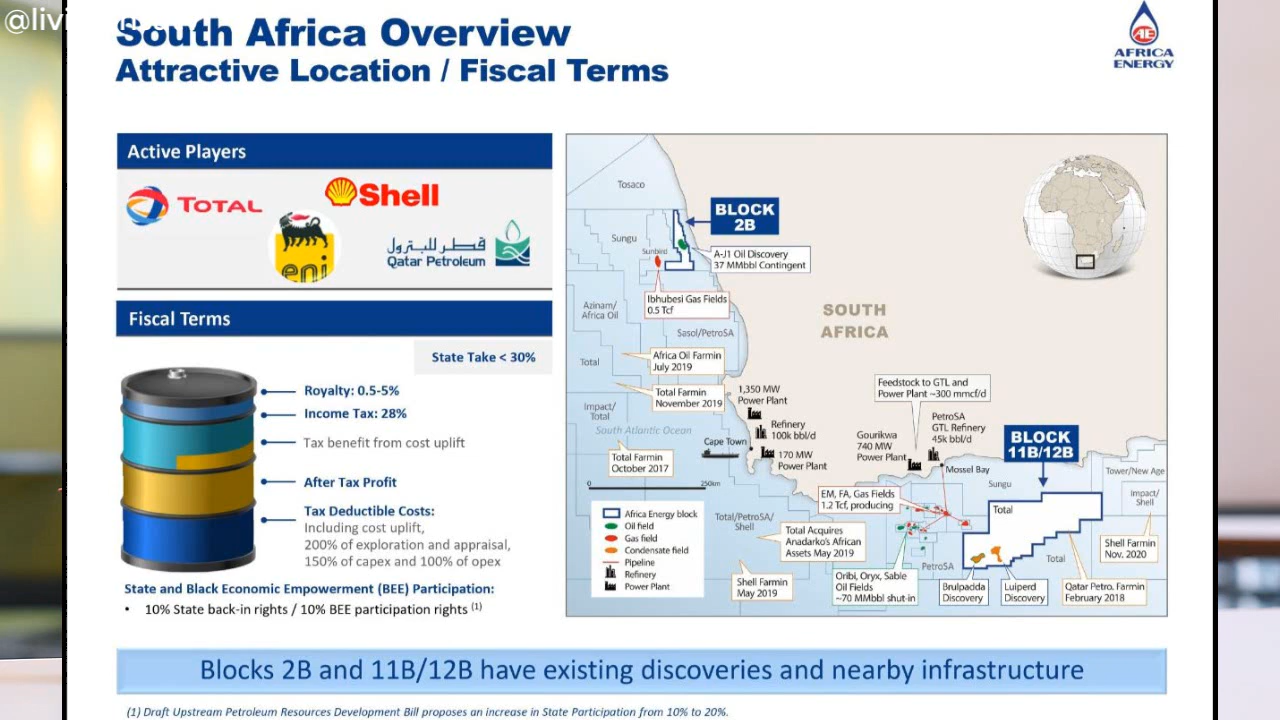 @livi
South Africa Overview
Attractive Location / Fiscal Terms
AE
AFRICA
ENERGY
Active Players
TOTAL
Shell
eni
قطر للبترول
Qatar Petroleum
Fiscal Terms
State Take < 30%
Royalty: 0.5-5%
Income Tax: 28%
Tax benefit from cost uplift
After Tax Profit
Tax Deductible Costs:
Including cost uplift,
200% of exploration and appraisal,
150% of capex and 100% of opex
State and Black Economic Empowerment (BEE) Participation:
• 10% State back-in rights / 10% BEE participation rights (1)
Tosaco
BLOCK
2B
Sungu
Sunbird
A-J1 Oil Discovery
37 MMbbl Contingent
Ibhubesi Gas Fields
0.5 Tcf
Azinam/
Africa Oil
Sasol/PetroSA
SOUTH
AFRICA
Total
Africa Oil Farmin
July 2019
Total Farmin
November 2019
1,350 MW
Power Plant
Impact/
Total
South Atlantic Ocean
Refinery
100k bbl/d
Cape Town
170 MW
Power Plant
Total Farmin
October 2017
0
250km
Feedstock to GTL and
Power Plant ~300 mmcf/d
PetroSA
GTL Refinery
45k bbl/d
Gourikwa
740 MW
Power Plant
Mossel Bay
BLOCK
11B/12B
Sungu
Tower/New Age
Impact/
Shell
EM, FA, Gas Fields
1.2 Tcf, producing
Total
Africa Energy block
Oil field
Gas field
Condensate field
Pipeline
Refinery
Power Plant
Total/PetroSA/
Shell
Total Acquires
Anadarko's African
Assets May 2019
Shell Farmin
May 2019
Oribi, Oryx, Sable
Oil Fields
~70 MMbbl shut-in
PetroSA
Brulpadda
Discovery
Luiperd
Discovery
Total
Qatar Petro. Farmin
February 2018
Shell Farmin
Nov. 2020
Blocks 2B and 11B/12B have existing discoveries and nearby infrastructure
(1) Draft Upstream Petroleum Resources Development Bill proposes an increase in State Participation from 10% to 20%.